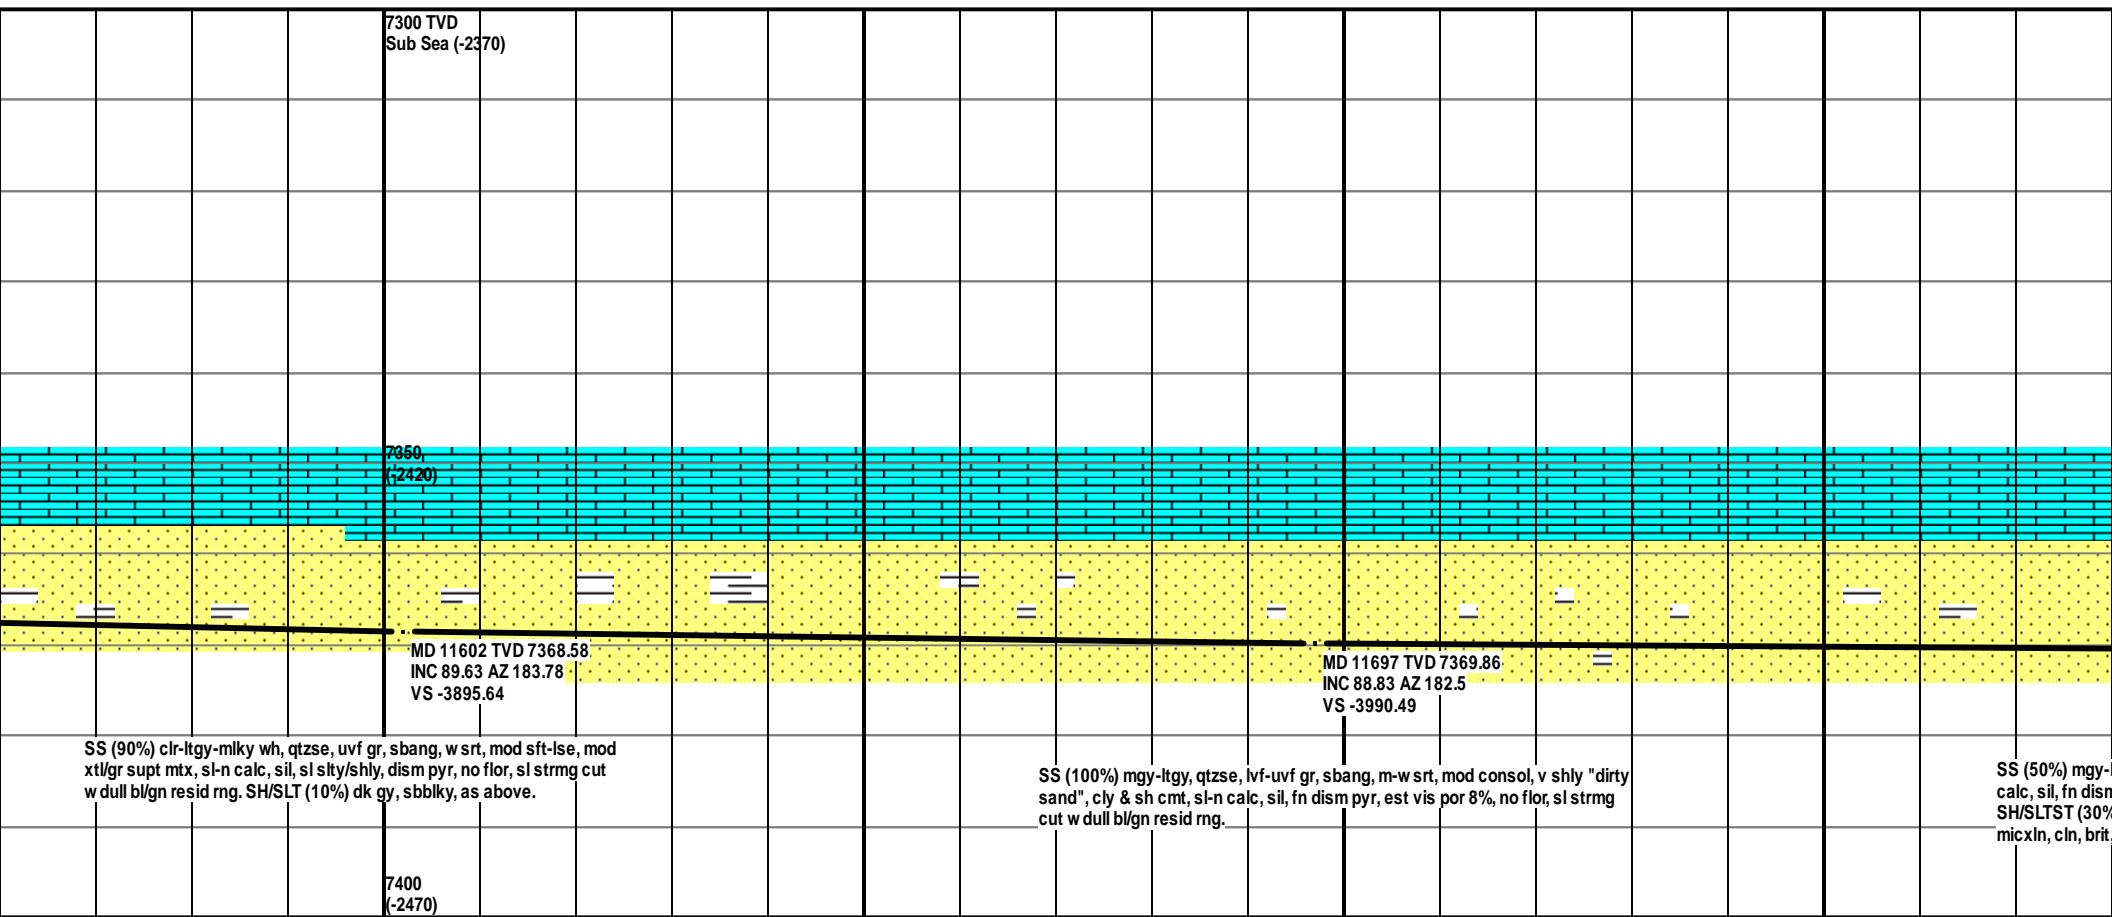 7300 TVD
Sub Sea (-2370)
7350
(-2420)
MD 11602 TVD 7368.58
INC 89.63 AZ 183.78
VS -3895.64
MD 11697 TVD 7369.86
INC 88.83 AZ 182.5
VS -3990.49
SS (90%) clr-ltgy-mlky wh, qtzse, uvf gr, sbang, w srt, mod sft-lse, mod
xtl/gr supt mtx, sl-n calc, sil, sl slty/shly, dism pyr, no flor, sl strmg cut
w dull bl/gn resid rng. SH/SLT (10%) dk gy, sbblky, as above.
SS (100%) mgy-ltgy, qtzse, lvf-uvf gr, sbang, m-w srt, mod consol, v shly "dirty
sand", cly & sh cmt, sl-n calc, sil, fn dism pyr, est vis por 8%, no flor, sl strmg
cut w dull bl/gn resid rng.
SS (50%) mgy-l
calc, sil, fn dism
SH/SLTST (30%
micxln, cln, brit,
7400
(-2470)